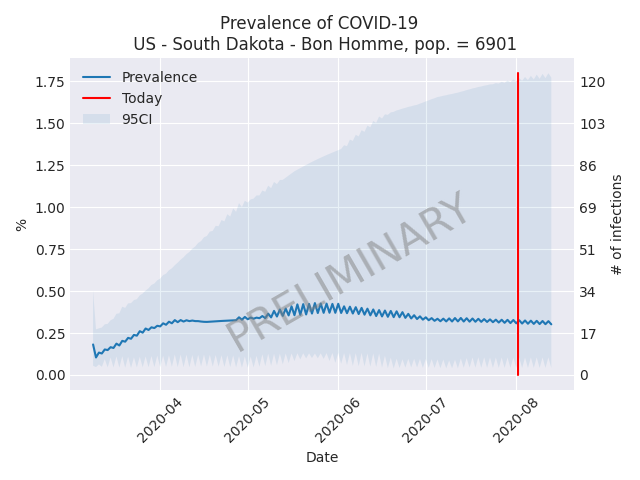 Prevalence of COVID-19
US - South Dakota - Bon Homme, pop. = 6901
Prevalence
Today
95CI
1.75
1.50
1.25
1.00
0.75
0.50
0.25
0.00
%
120
103
86
69
51
34
17
0
# of infections
PRELIMINARY
2020-04
2020-05
2020-06
2020-07
2020-08
Date